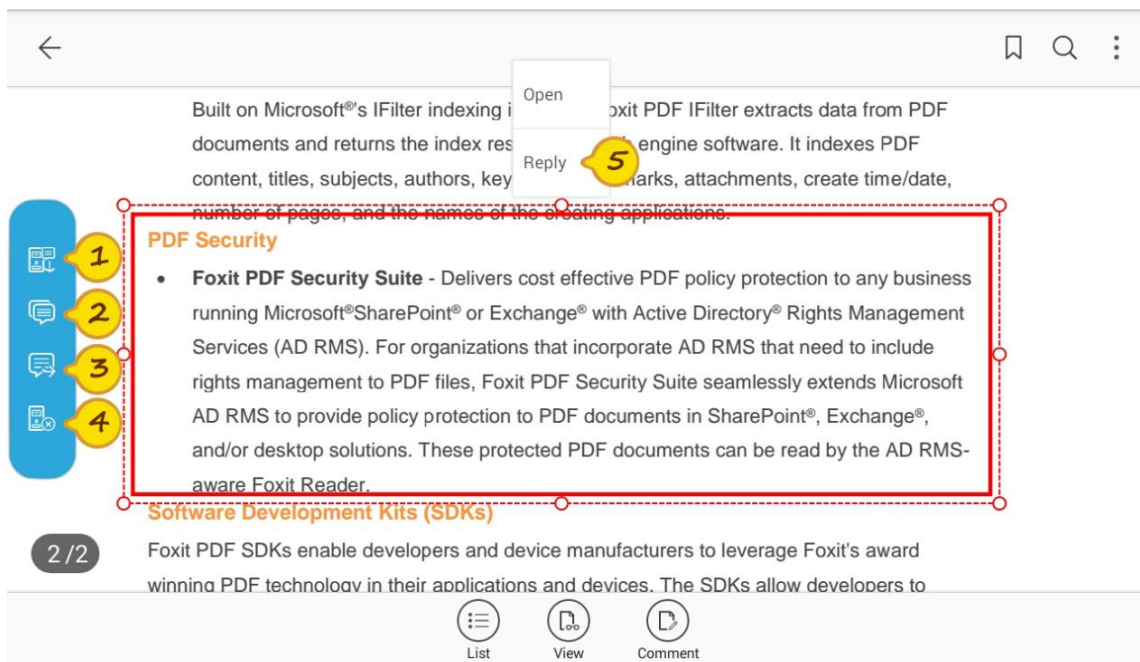 Open
Reply
Built on Microsoft®'s IFilter indexing i oxit PDF IFilter extracts data from PDF
documents and returns the index res engine software. It indexes PDF
content, titles, subjects, authors, key arks, attachments, create time/date,
number of pages, and the names of the creating applications.
PDF Security
• Foxit PDF Security Suite - Delivers cost effective PDF policy protection to any business
running Microsoft®SharePoint® or Exchange® with Active Directory® Rights Management
Services (AD RMS). For organizations that incorporate AD RMS that need to include
rights management to PDF files, Foxit PDF Security Suite seamlessly extends Microsoft
AD RMS to provide policy protection to PDF documents in SharePoint®, Exchange®,
and/or desktop solutions. These protected PDF documents can be read by the AD RMS-
aware Foxit Reader.
Software Development Kits (SDKs)
Foxit PDF SDKs enable developers and device manufacturers to leverage Foxit's award
winning PDF technology in their applications and devices. The SDKs allow developers to
1
2
3
4
5
2/2
List
View
Comment